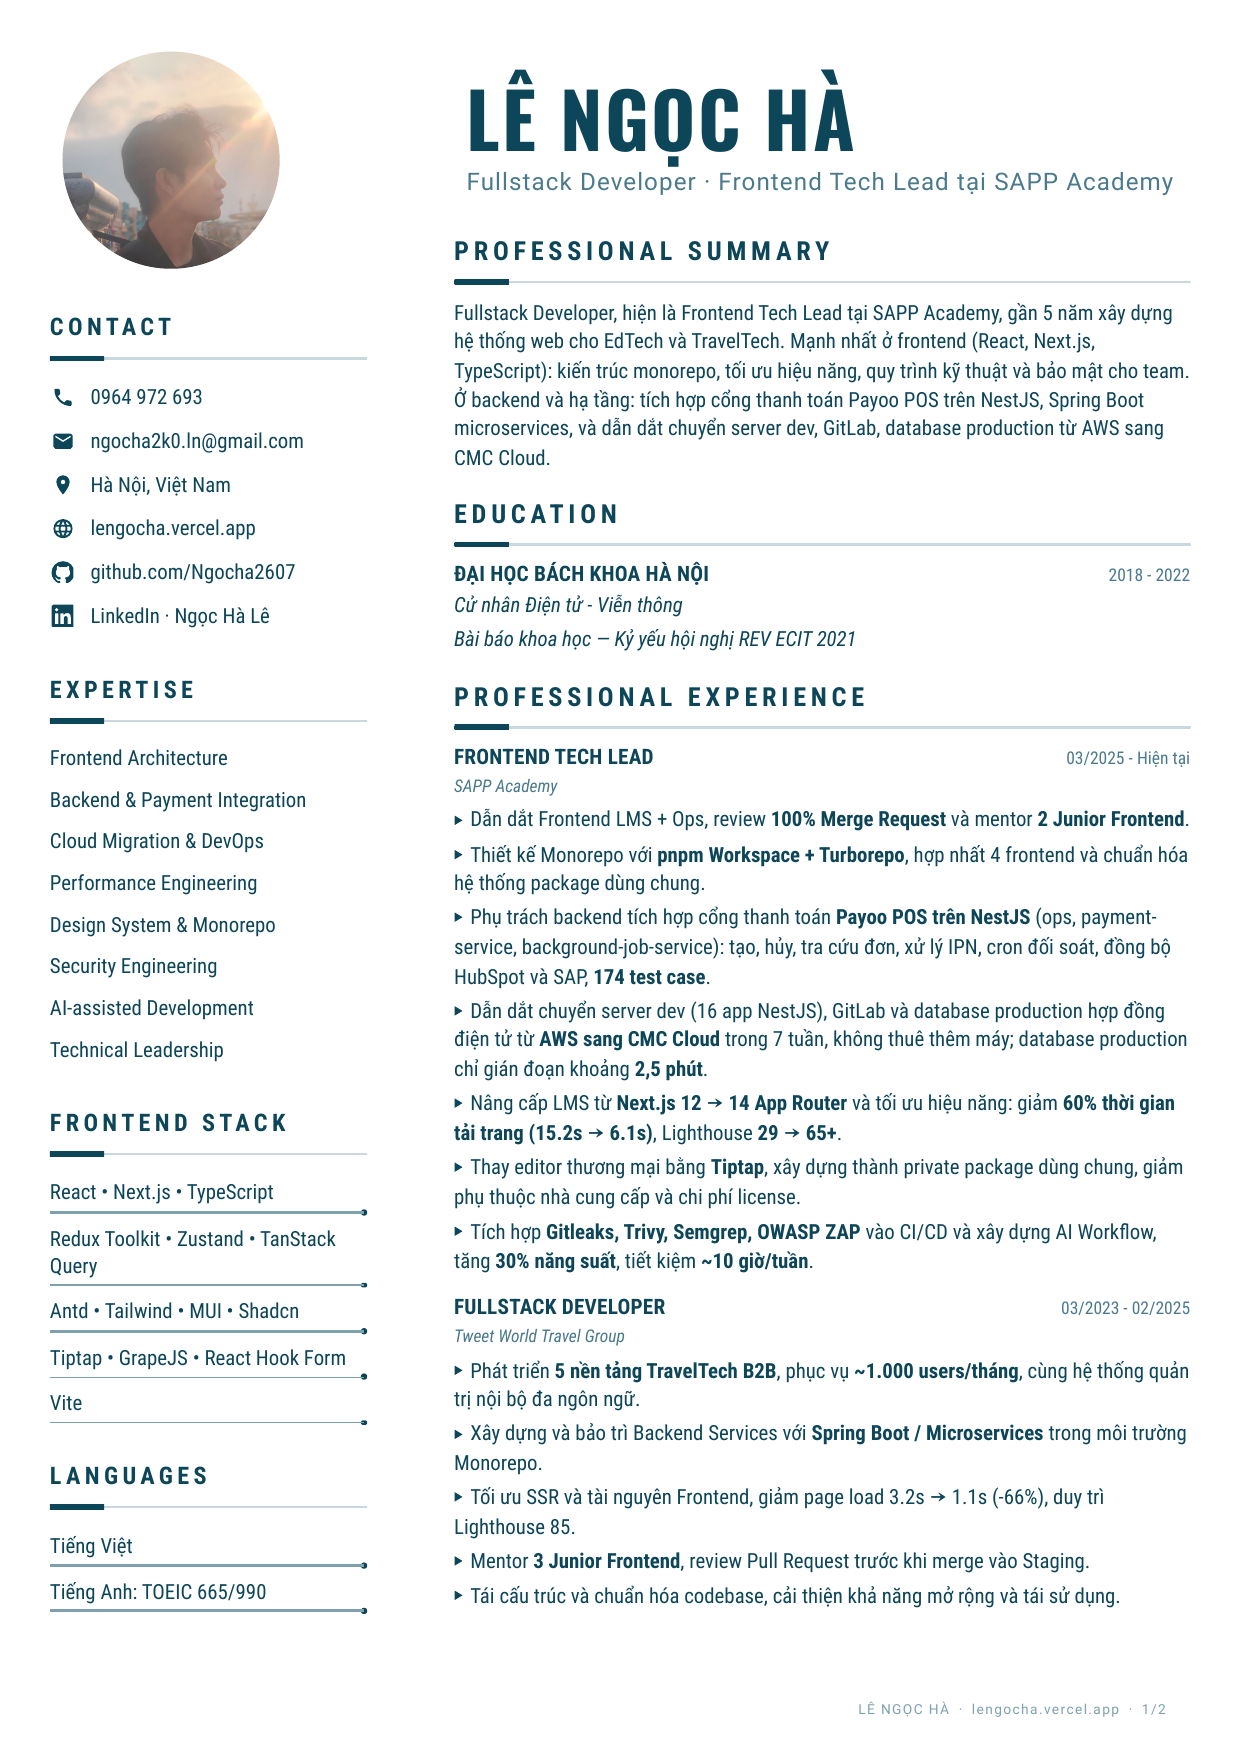 LÊ NGỌC HÀ
Fullstack Developer · Frontend Tech Lead tại SAPP Academy
CONTACT
0964 972 693
ngocha2k0.ln@gmail.com
Hà Nội, Việt Nam
lengocha.vercel.app
github.com/Ngocha2607
LinkedIn · Ngọc Hà Lê
EXPERTISE
Frontend Architecture
Backend & Payment Integration
Cloud Migration & DevOps
Performance Engineering
Design System & Monorepo
Security Engineering
AI-assisted Development
Technical Leadership
FRONTEND STACK
React • Next.js • TypeScript
Redux Toolkit • Zustand • TanStack
Query
Antd • Tailwind • MUI • Shadcn
Tiptap • GrapeJS • React Hook Form
Vite
LANGUAGES
Tiếng Việt
Tiếng Anh: TOEIC 665/990
PROFESSIONAL SUMMARY
Fullstack Developer, hiện là Frontend Tech Lead tại SAPP Academy, gần 5 năm xây dựng
hệ thống web cho EdTech và TravelTech. Mạnh nhất ở frontend (React, Next.js,
TypeScript): kiến trúc monorepo, tối ưu hiệu năng, quy trình kỹ thuật và bảo mật cho team.
Ở backend và hạ tầng: tích hợp cổng thanh toán Payoo POS trên NestJS, Spring Boot
microservices, và dẫn dắt chuyển server dev, GitLab, database production từ AWS sang
CMC Cloud.
EDUCATION
ĐẠI HỌC BÁCH KHOA HÀ NỘI 2018 - 2022
Cử nhân Điện tử - Viễn thông
Bài báo khoa học — Kỷ yếu hội nghị REV ECIT 2021
PROFESSIONAL EXPERIENCE
FRONTEND TECH LEAD 03/2025 - Hiện tại
SAPP Academy
▸ Dẫn dắt Frontend LMS + Ops, review 100% Merge Request và mentor 2 Junior Frontend.
▸ Thiết kế Monorepo với pnpm Workspace + Turborepo, hợp nhất 4 frontend và chuẩn hóa
hệ thống package dùng chung.
▸ Phụ trách backend tích hợp cổng thanh toán Payoo POS trên NestJS (ops, payment-
service, background-job-service): tạo, hủy, tra cứu đơn, xử lý IPN, cron đối soát, đồng bộ
HubSpot và SAP, 174 test case.
▸ Dẫn dắt chuyển server dev (16 app NestJS), GitLab và database production hợp đồng
điện tử từ AWS sang CMC Cloud trong 7 tuần, không thuê thêm máy; database production
chỉ gián đoạn khoảng 2,5 phút.
▸ Nâng cấp LMS từ Next.js 12 → 14 App Router và tối ưu hiệu năng: giảm 60% thời gian
tải trang (15.2s → 6.1s), Lighthouse 29 → 65+.
▸ Thay editor thương mại bằng Tiptap, xây dựng thành private package dùng chung, giảm
phụ thuộc nhà cung cấp và chi phí license.
▸ Tích hợp Gitleaks, Trivy, Semgrep, OWASP ZAP vào CI/CD và xây dựng AI Workflow,
tăng 30% năng suất, tiết kiệm ~10 giờ/tuần.
FULLSTACK DEVELOPER 03/2023 - 02/2025
Tweet World Travel Group
▸ Phát triển 5 nền tảng TravelTech B2B, phục vụ ~1.000 users/tháng, cùng hệ thống quản
trị nội bộ đa ngôn ngữ.
▸ Xây dựng và bảo trì Backend Services với Spring Boot / Microservices trong môi trường
Monorepo.
▸ Tối ưu SSR và tài nguyên Frontend, giảm page load 3.2s → 1.1s (-66%), duy trì
Lighthouse 85.
▸ Mentor 3 Junior Frontend, review Pull Request trước khi merge vào Staging.
▸ Tái cấu trúc và chuẩn hóa codebase, cải thiện khả năng mở rộng và tái sử dụng.
LÊ NGỌC HÀ · lengocha.vercel.app · 1/2